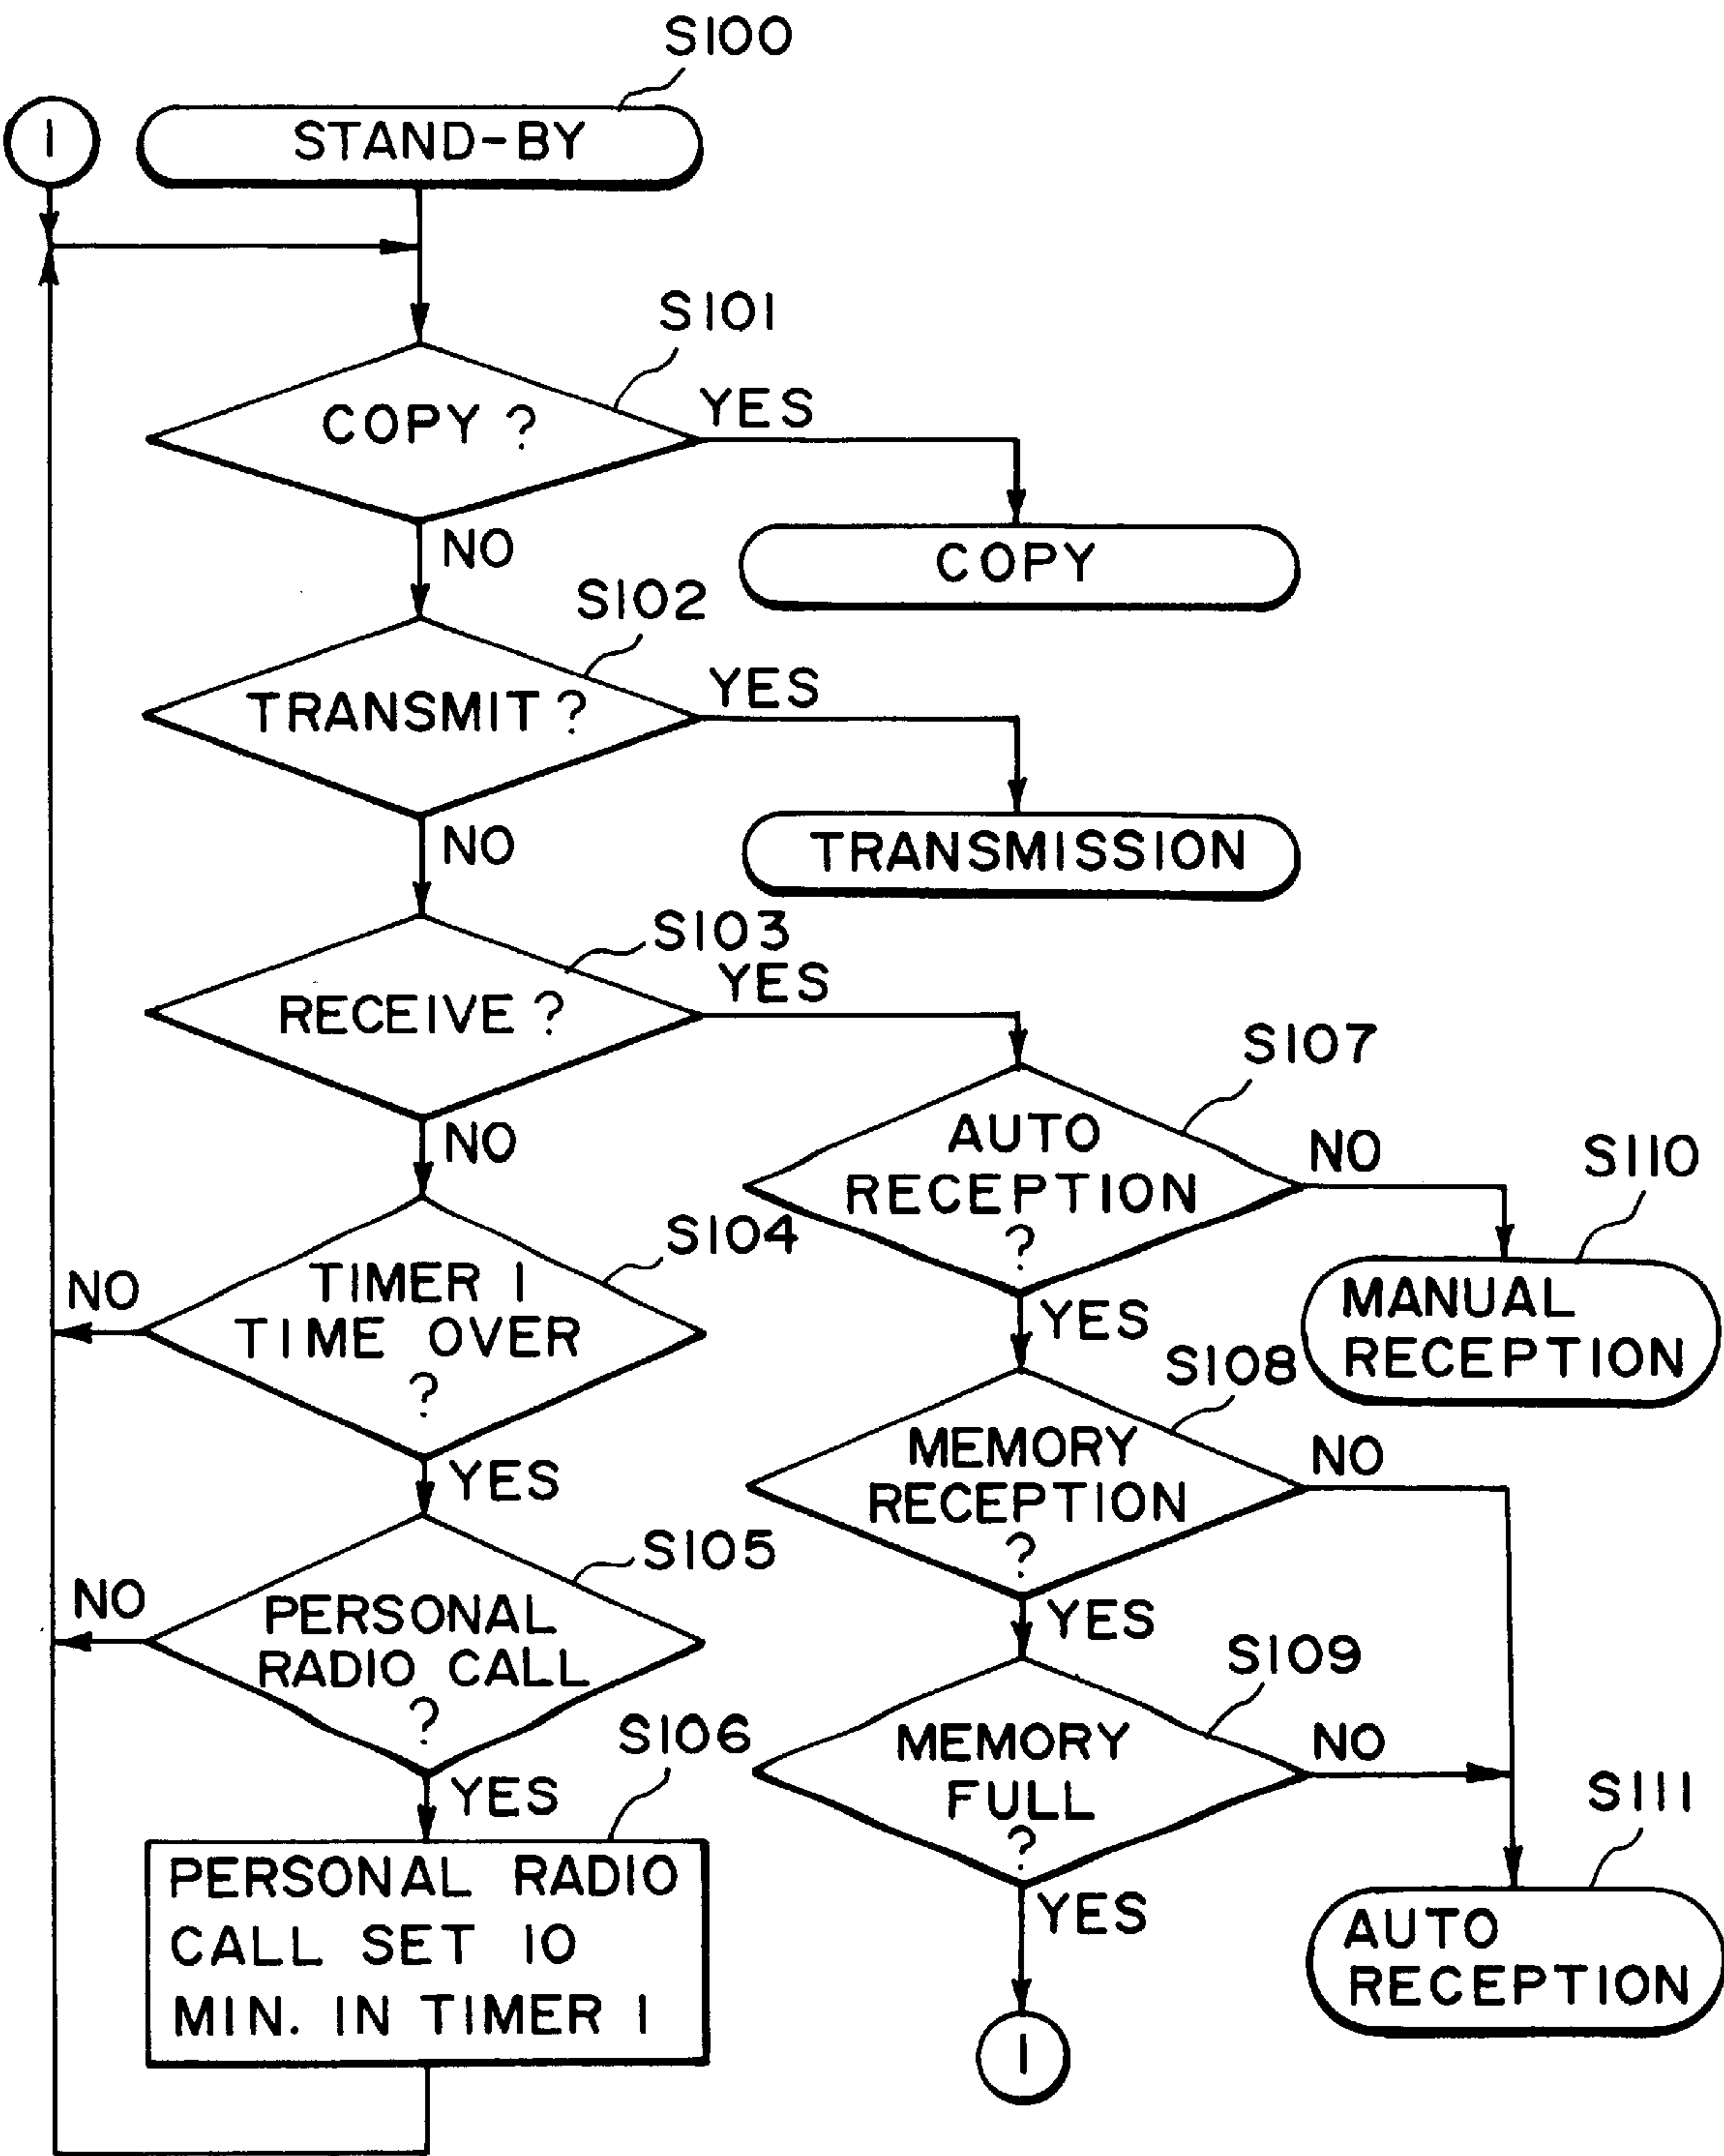 S100
1
STAND-BY
S101
COPY ?
YES
NO
COPY
S102
TRANSMIT ?
YES
NO
TRANSMISSION
S103
RECEIVE ?
YES
NO
S104
TIMER 1
TIME OVER
?
NO
YES
S105
PERSONAL
RADIO CALL
?
NO
YES
S106
PERSONAL RADIO
CALL SET 10
MIN. IN TIMER 1
S107
AUTO
RECEPTION
?
NO
YES
S110
MANUAL
RECEPTION
S108
MEMORY
RECEPTION
?
NO
YES
S109
MEMORY
FULL
?
NO
YES
1
S111
AUTO
RECEPTION